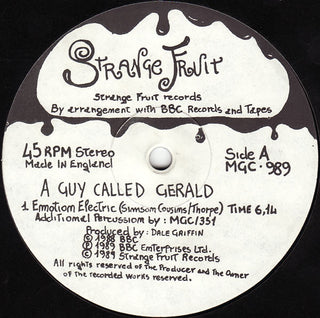 STRANGE FRUIT
Strange Fruit records
By arrangement with BBC Records and Tapes
45 RPM Stereo
Made in England
Side A
MGC·989
A GUY CALLED GERALD
1 Emotion Electric (Simsom Cousins/Thorpe) TIME 6,14
Additional Percussion by: MGC/1351
Produced by: DALE GRIFFIN
℗ 1988 BBC
℗ 1989 BBC EnTerprises Ltd.
© 1989 Strange Fruit Records
All rights reserved of the Producer and the Owner
of the recorded works reserved.